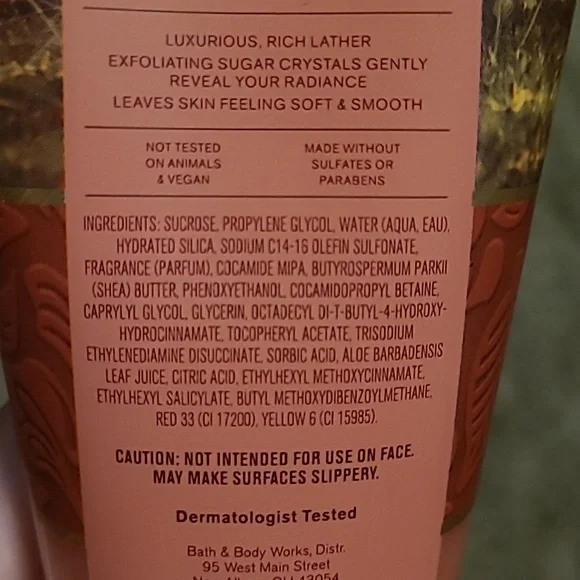 LUXURIOUS, RICH LATHER
EXFOLIATING SUGAR CRYSTALS GENTLY
REVEAL YOUR RADIANCE
LEAVES SKIN FEELING SOFT & SMOOTH
NOT TESTED
ON ANIMALS
& VEGAN
MADE WITHOUT
SULFATES OR
PARABENS
INGREDIENTS: SUCROSE, PROPYLENE GLYCOL, WATER (AQUA, EAU),
HYDRATED SILICA, SODIUM C14-16 OLEFIN SULFONATE,
FRAGRANCE (PARFUM), COCAMIDE MIPA, BUTYROSPERMUM PARKII
(SHEA) BUTTER, PHENOXYETHANOL, COCAMIDOPROPYL BETAINE,
CAPRYLYL GLYCOL, GLYCERIN, OCTADECYL DI-T-BUTYL-4-HYDROXY-
HYDROCINNAMATE, TOCOPHERYL ACETATE, TRISODIUM
ETHYLENEDIAMINE DISUCCINATE, SORBIC ACID, ALOE BARBADENSIS
LEAF JUICE, CITRIC ACID, ETHYLHEXYL METHOXYCINNAMATE,
ETHYLHEXYL SALICYLATE, BUTYL METHOXYDIBENZOYLMETHANE,
RED 33 (CI 17200), YELLOW 6 (CI 15985).
CAUTION: NOT INTENDED FOR USE ON FACE.
MAY MAKE SURFACES SLIPPERY.
Dermatologist Tested
Bath & Body Works, Distr.
95 West Main Street
New Albany, OH 43054